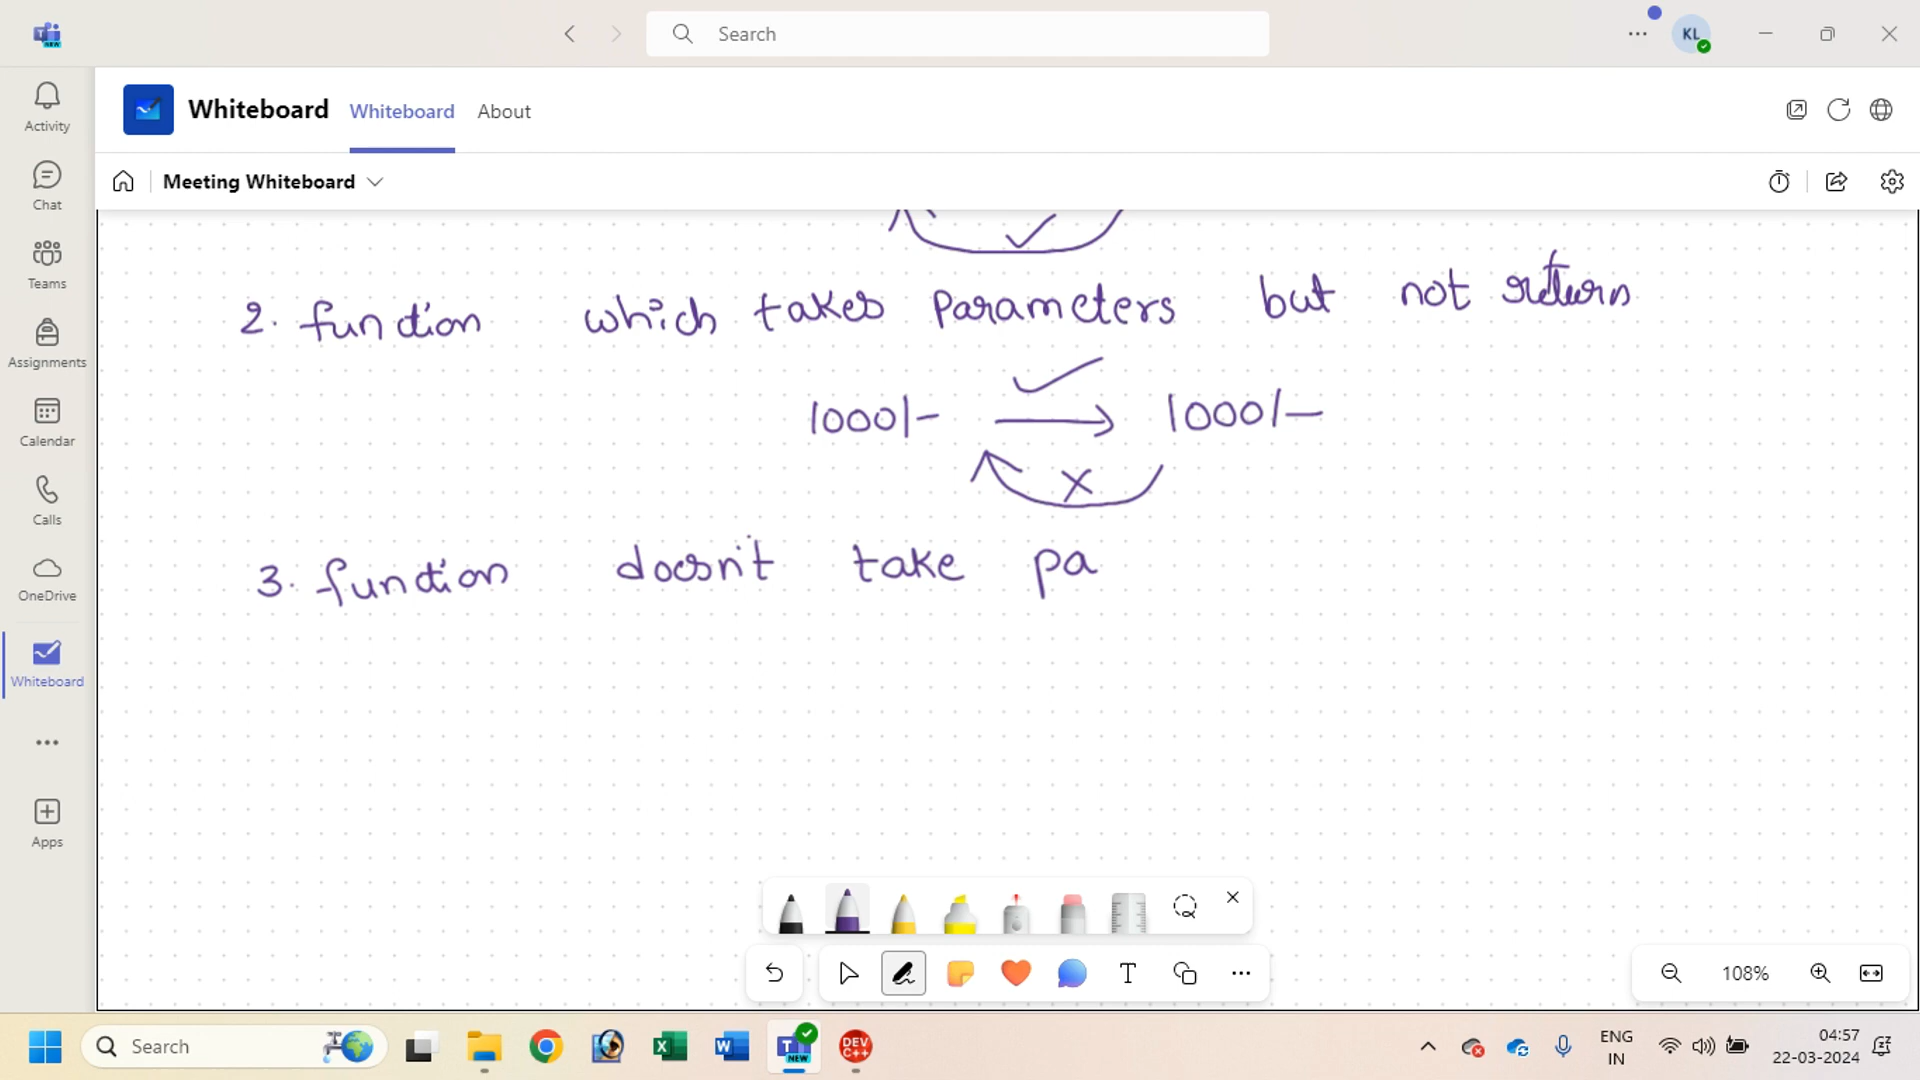 Search
KL
Whiteboard Whiteboard About
Meeting Whiteboard
Activity
Chat
Teams
Assignments
Calendar
Calls
OneDrive
Whiteboard
Apps
2. function which takes parameters but not return
1000/- 1000/-
x
3. function doesn't take pa
108%
Search
NEW
DEV C++
ENG
IN
04:57
22-03-2024